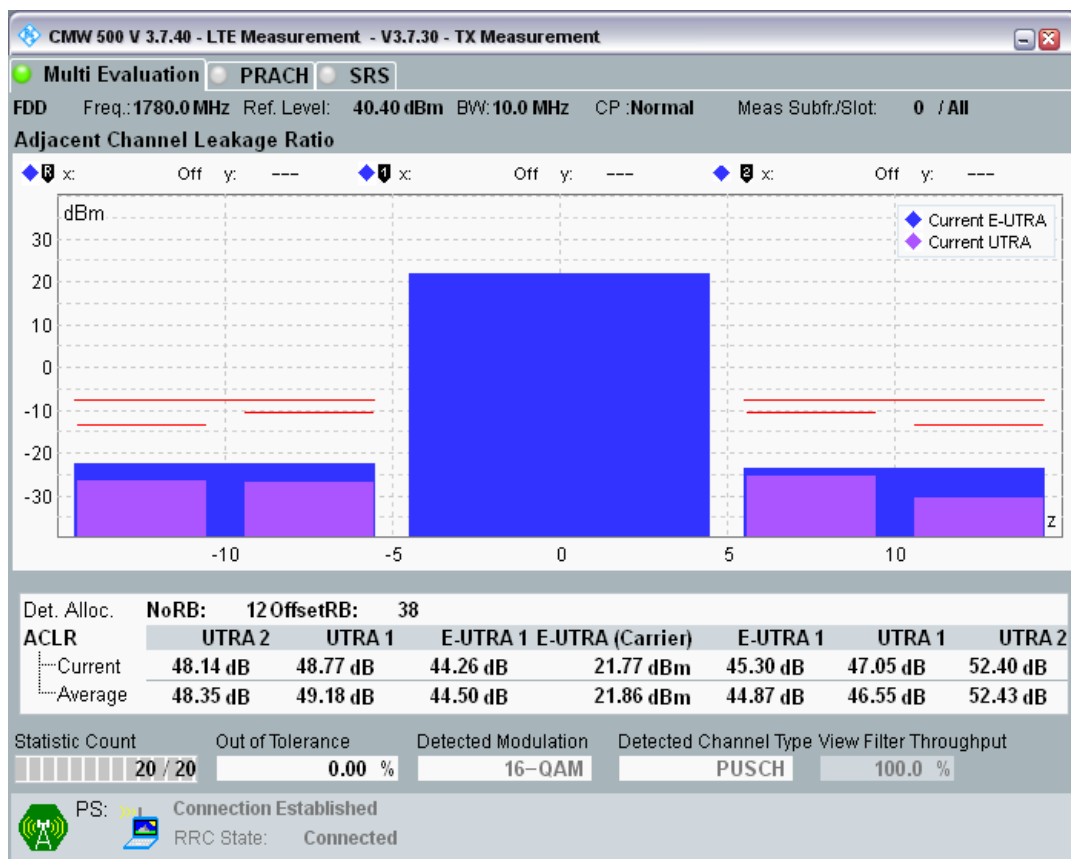 CMW 500 V 3.7.40 - LTE Measurement - V3.7.30 - TX Measurement
Multi Evaluation PRACH SRS
FDD Freq.: 1780.0 MHz Ref. Level: 40.40 dBm BW: 10.0 MHz CP : Normal Meas Subfr./Slot: 0 / All
Adjacent Channel Leakage Ratio
R x: Off y: --- 1 x: Off y: --- 2 x: Off y: ---
dBm
Current E-UTRA
Current UTRA
30
20
10
0
-10
-20
-30
z
-10 -5 0 5 10
Det. Alloc. NoRB: 12 OffsetRB: 38
ACLR UTRA 2 UTRA 1 E-UTRA 1 E-UTRA (Carrier) E-UTRA 1 UTRA 1 UTRA 2
Current 48.14 dB 48.77 dB 44.26 dB 21.77 dBm 45.30 dB 47.05 dB 52.40 dB
Average 48.35 dB 49.18 dB 44.50 dB 21.86 dBm 44.87 dB 46.55 dB 52.43 dB
Statistic Count Out of Tolerance Detected Modulation Detected Channel Type View Filter Throughput
20 / 20 0.00 % 16-QAM PUSCH 100.0 %
PS: Connection Established
RRC State: Connected